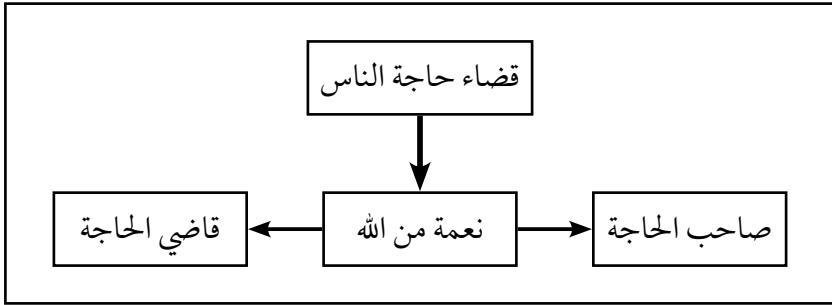 قضاء حاجة الناس
صاحب الحاجة
نعمة من الله
قاضي الحاجة